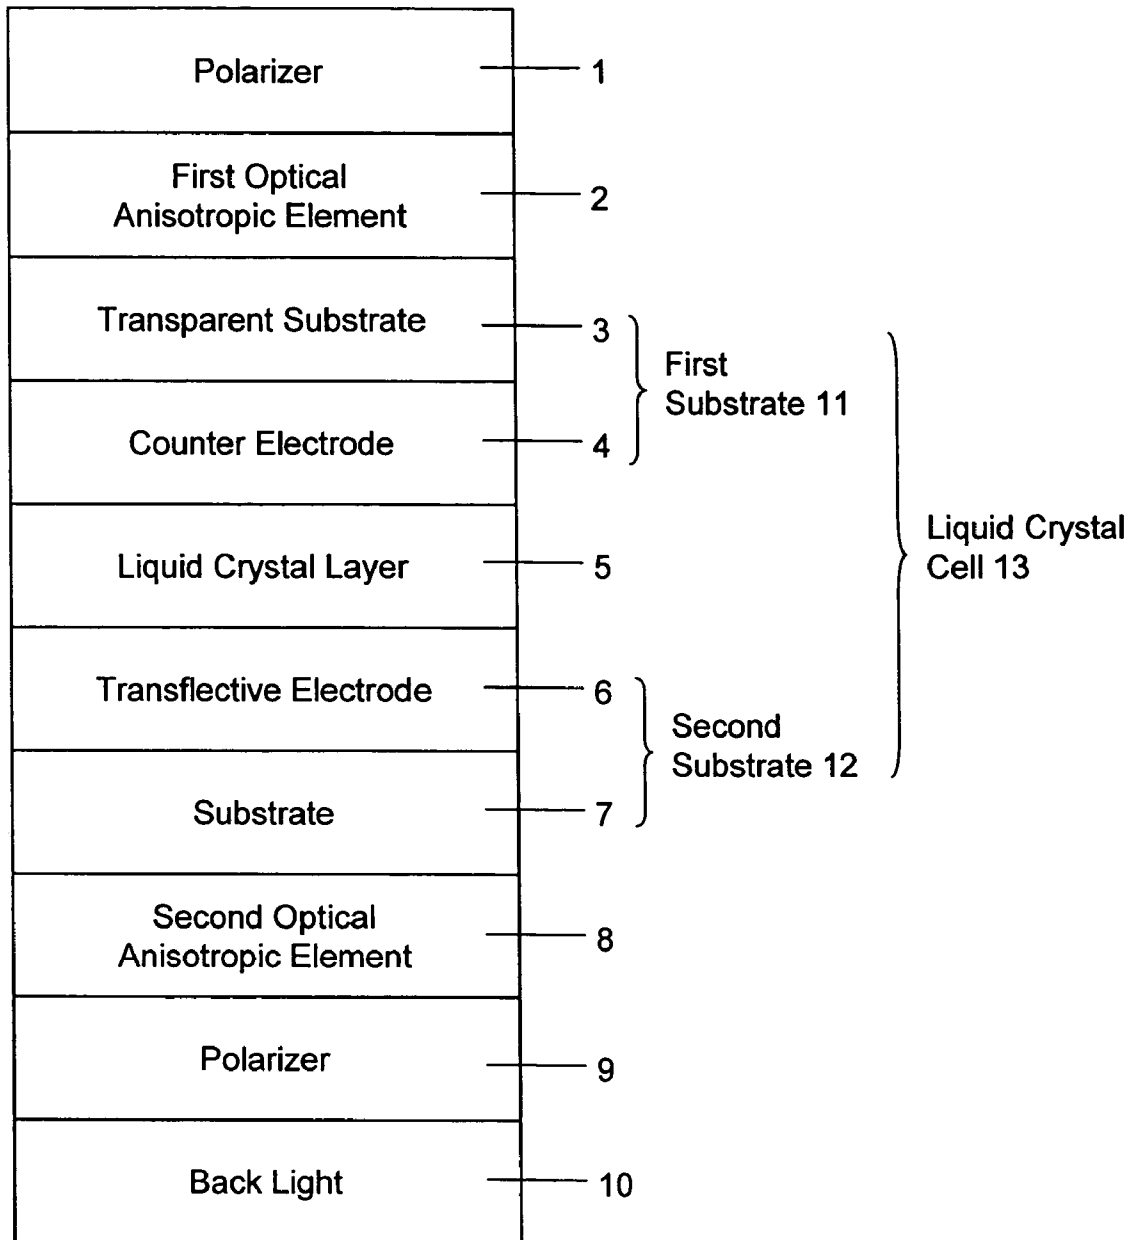 Polarizer
1
First Optical
Anisotropic Element
2
Transparent Substrate
3
First
Substrate 11
Counter Electrode
4
Liquid Crystal Layer
5
Liquid Crystal
Cell 13
Transflective Electrode
6
Second
Substrate 12
Substrate
7
Second Optical
Anisotropic Element
8
Polarizer
9
Back Light
10